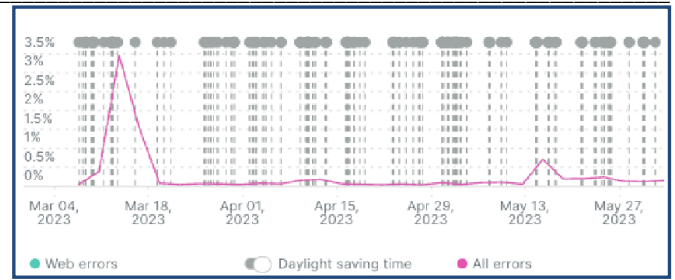 3.5%
3%
2.5%
2%
1.5%
1%
0.5%
0%
Mar 04, 2023
Mar 18, 2023
Apr 01, 2023
Apr 15, 2023
Apr 29, 2023
May 13, 2023
May 27, 2023
Web errors
Daylight saving time
All errors